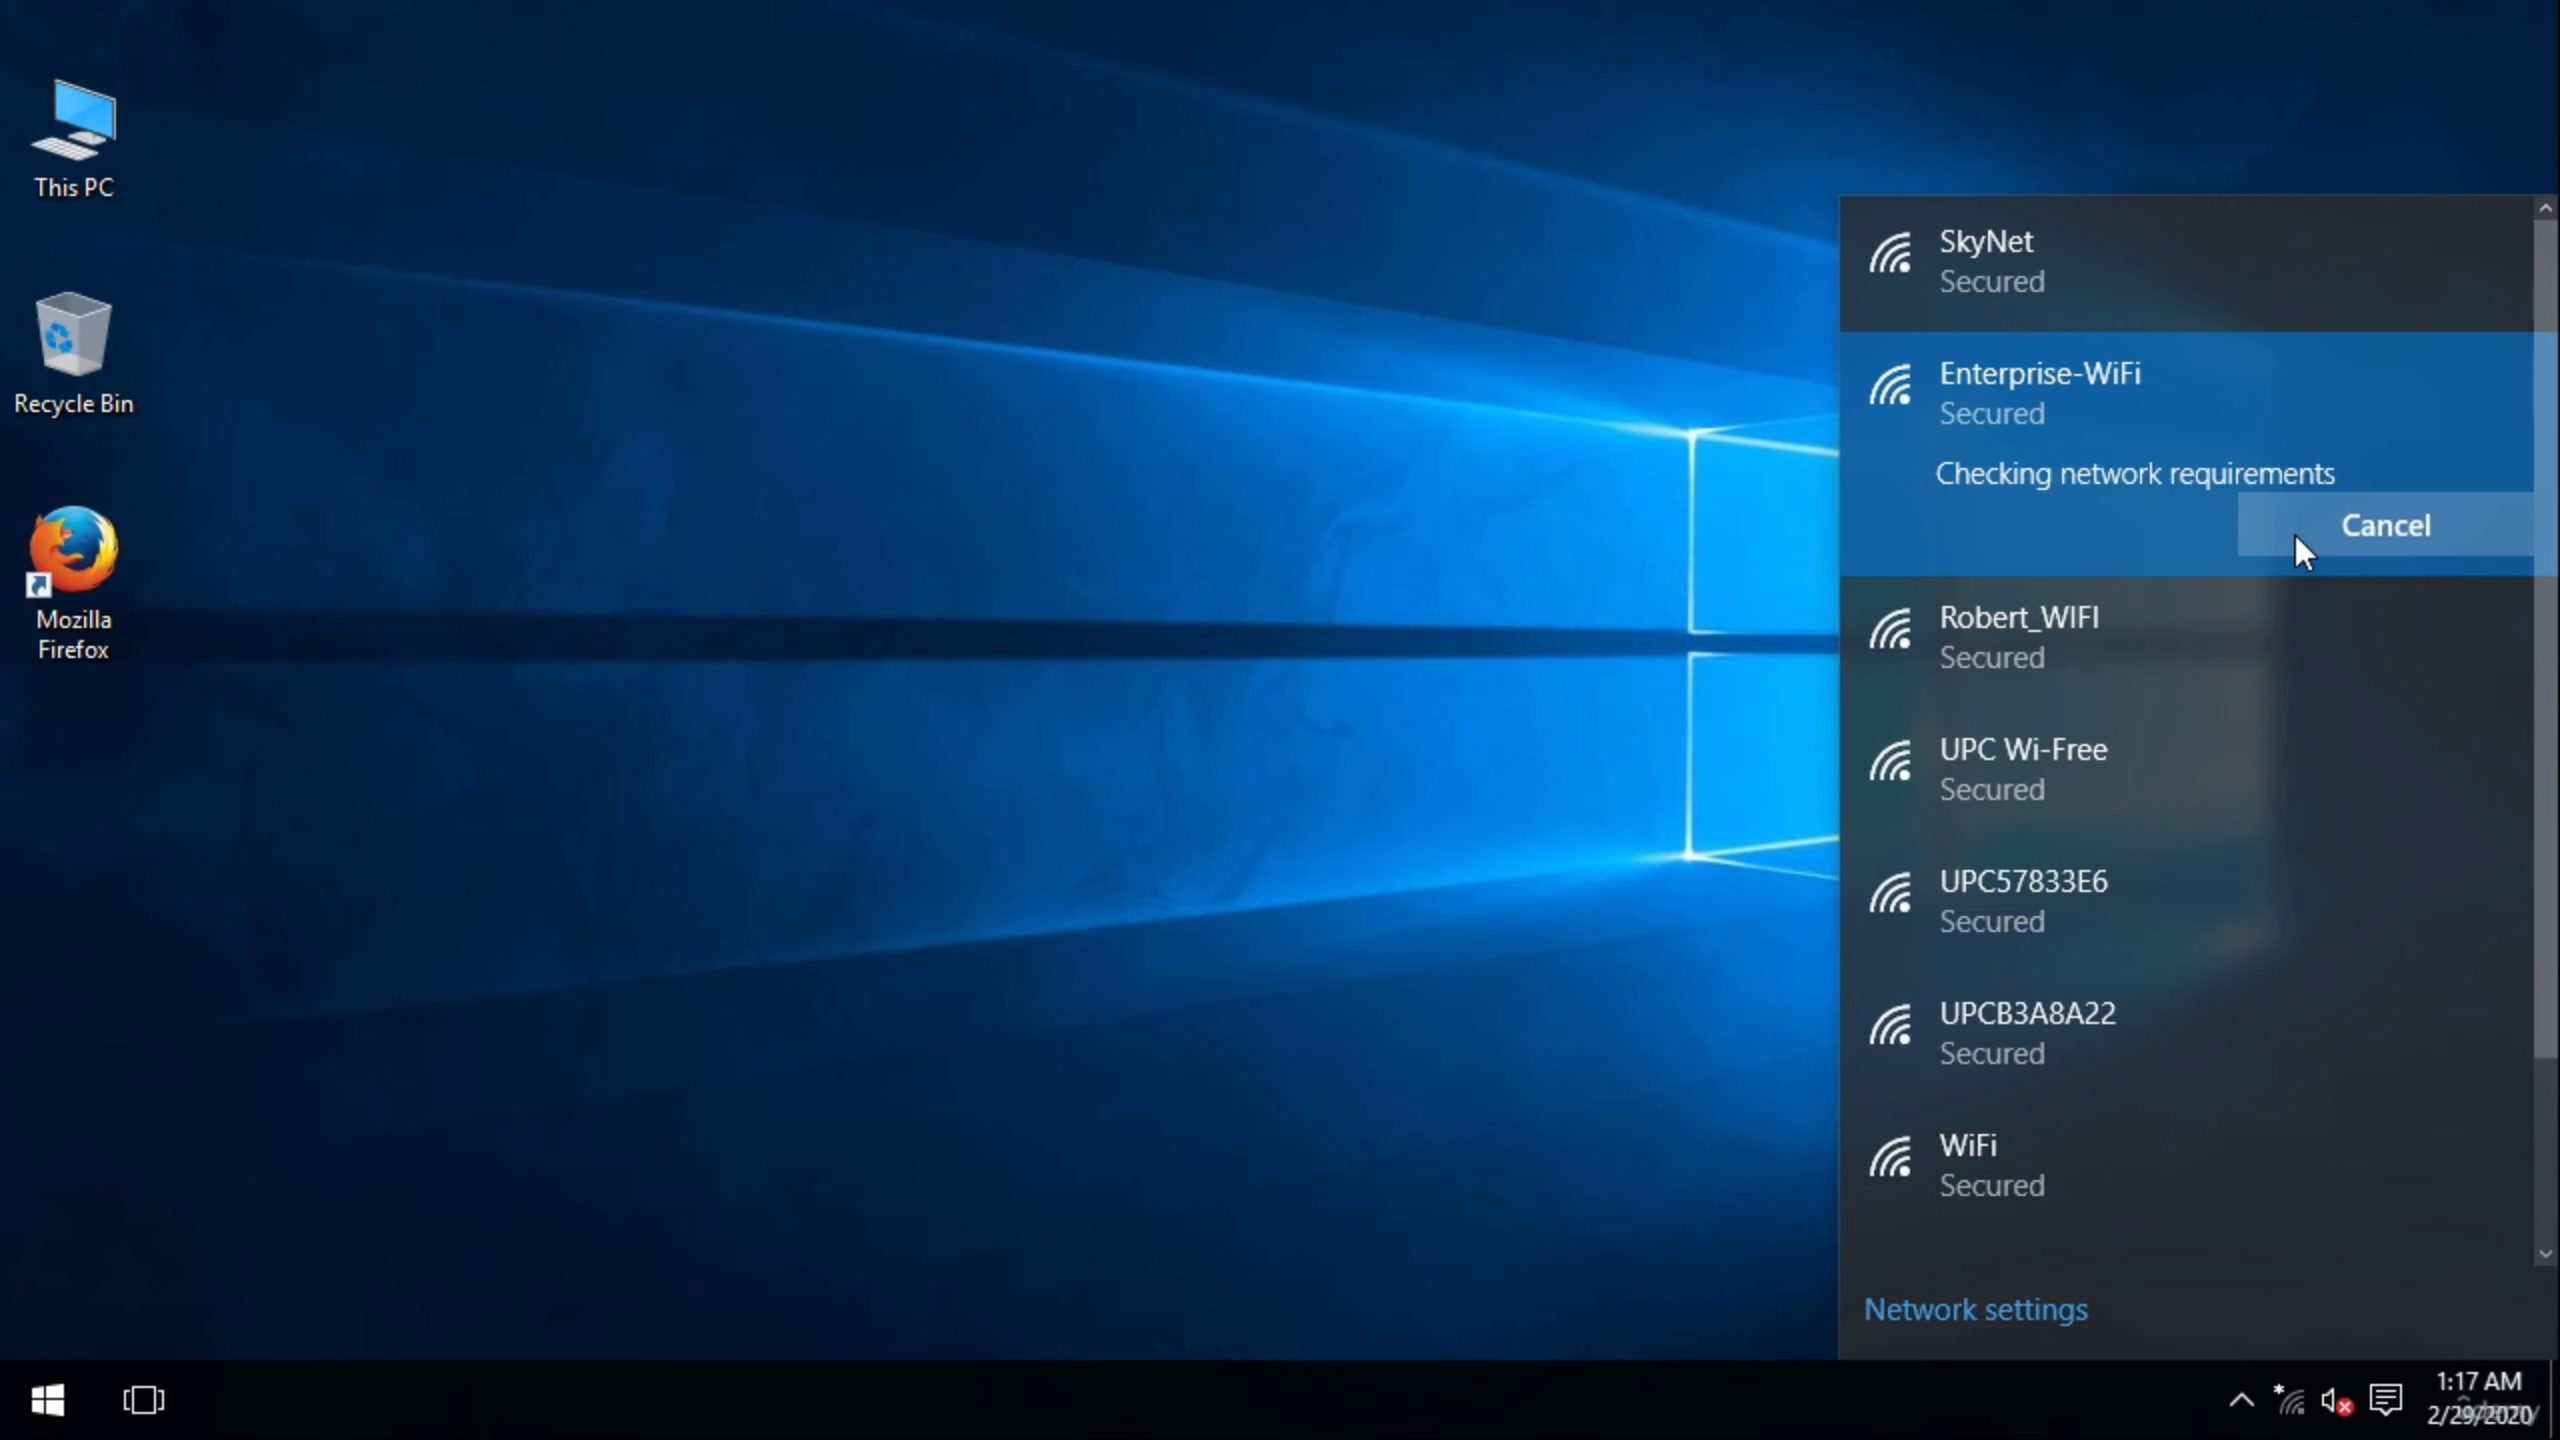 This PC
Recycle Bin
Mozilla
Firefox
SkyNet
Secured
Enterprise-WiFi
Secured
Checking network requirements
Cancel
Robert_WIFI
Secured
UPC Wi-Free
Secured
UPC57833E6
Secured
UPCB3A8A22
Secured
WiFi
Secured
Network settings
1:17 AM
2/29/2020